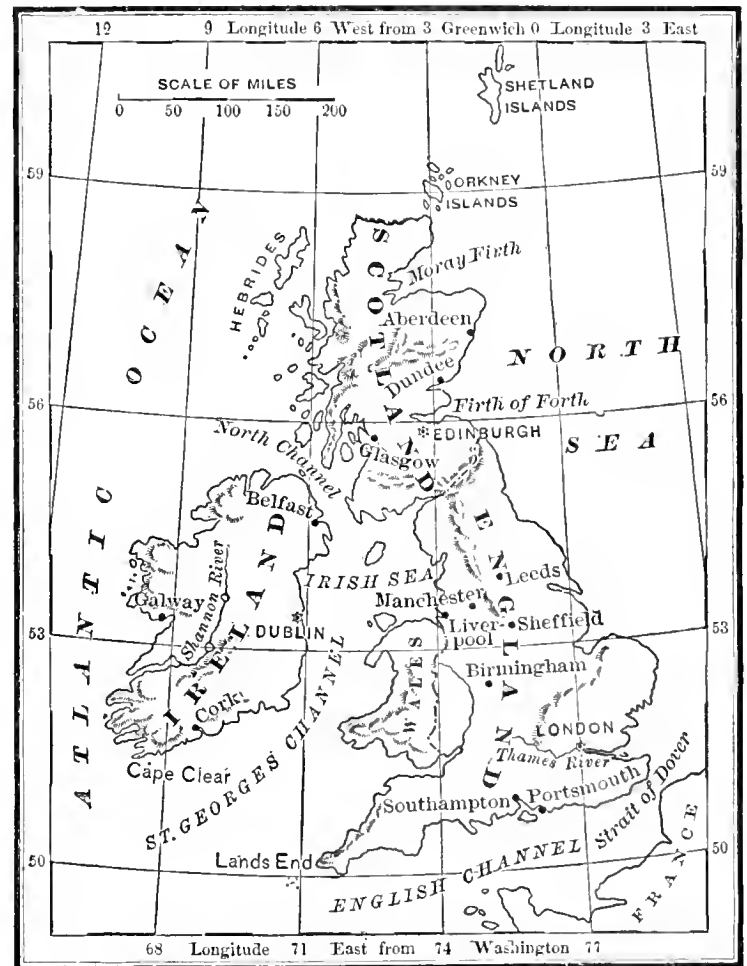 12 9 Longitude 6 West from 3 Greenwich 0 Longitude 3 East
SCALE OF MILES
0 50 100 150 200
SHETLAND
ISLANDS
59 59
ORKNEY
ISLANDS
SCOTLAND
Moray Firth
HEBRIDES
ATLANTIC OCEAN
Aberdeen
NORTH
SEA
Dundee
56 56
Firth of Forth
North Channel
EDINBURGH
Glasgow
Belfast
IRELAND
ENGLAND
IRISH SEA
Leeds
Manchester
Galway
Shannon River
Liver-
pool
Sheffield
DUBLIN
53 53
WALES
Birmingham
Cork
LONDON
Thames River
Cape Clear
ST. GEORGES CHANNEL
Southampton
Portsmouth
Strait of Dover
Lands End
50 50
ENGLISH CHANNEL
FRANCE
68 Longitude 71 East from 74 Washington 77